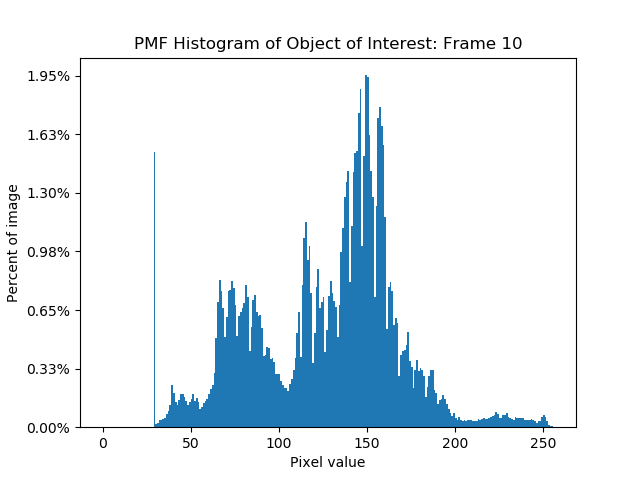 PMF Histogram of Object of Interest: Frame 10
1.95%
1.63%
1.30%
0.98%
0.65%
0.33%
0.00%
Percent of image
0 50 100 150 200 250
Pixel value